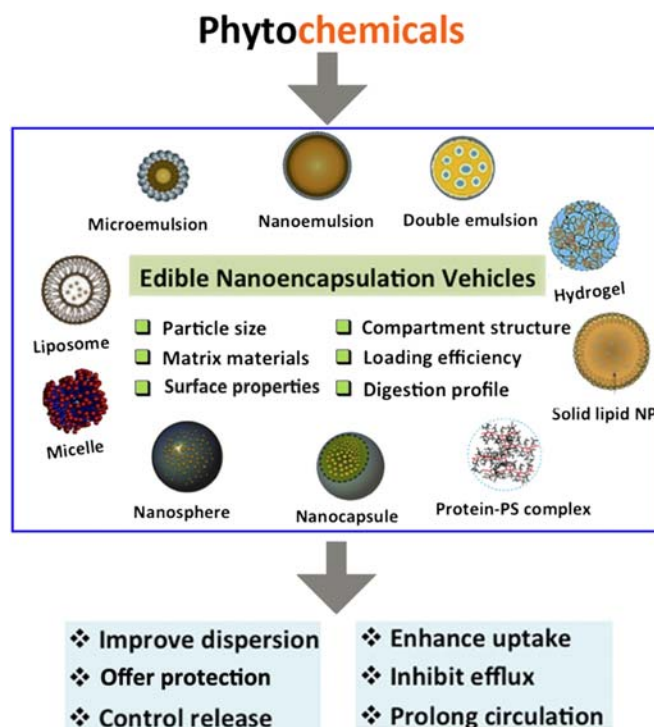 Phytochemicals
Microemulsion
Nanoemulsion
Double emulsion
Hydrogel
Liposome
Edible Nanoencapsulation Vehicles
Particle size
Compartment structure
Matrix materials
Loading efficiency
Surface properties
Digestion profile
Solid lipid NP
Micelle
Nanosphere
Nanocapsule
Protein-PS complex
Improve dispersion
Offer protection
Control release
Enhance uptake
Inhibit efflux
Prolong circulation